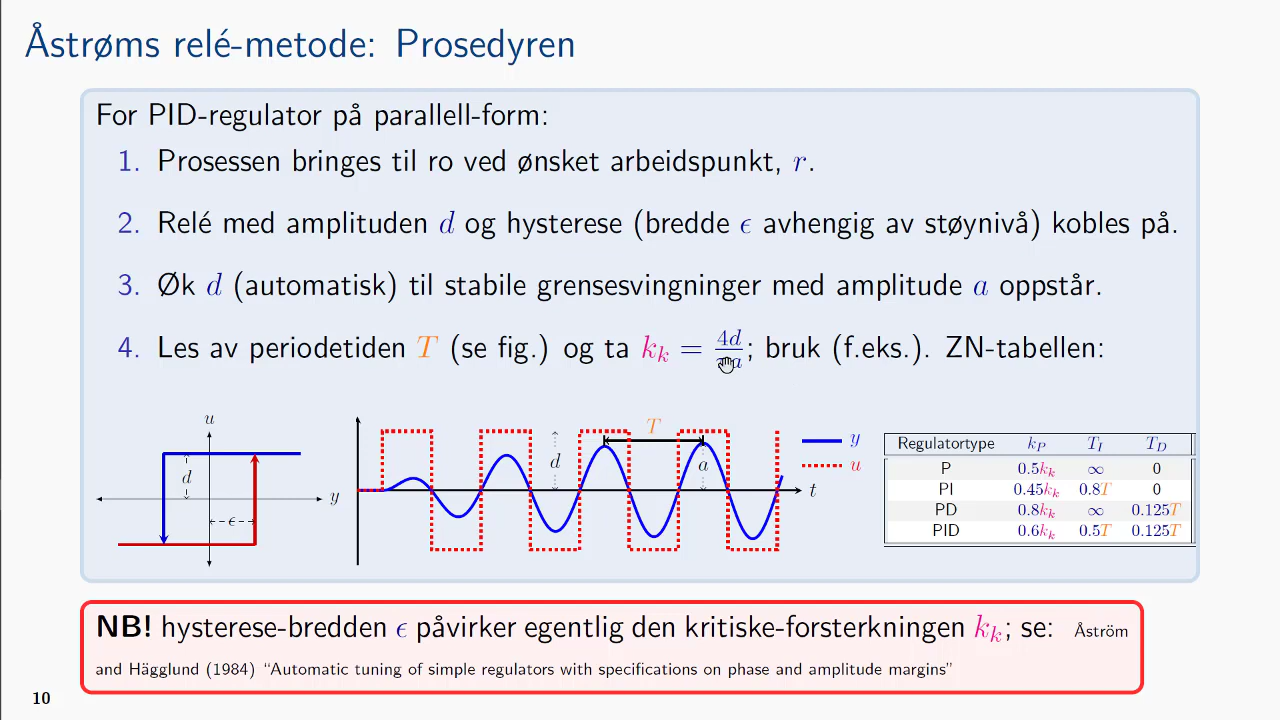 Åstrøms relé-metode: Prosedyren
For PID-regulator på parallell-form:
1. Prosessen bringes til ro ved ønsket arbeidspunkt, r.
2. Relé med amplituden d og hysterese (bredde ϵ avhengig av støynivå) kobles på.
3. Øk d (automatisk) til stabile grensesvingninger med amplitude a oppstår.
4. Les av periodetiden T (se fig.) og ta k_k = 4d/πa; bruk (f.eks.). ZN-tabellen:
u
d
y
ϵ
T
d
a
t
y
u
Regulatortype k_P T_I T_D
P 0.5k_k ∞ 0
PI 0.45k_k 0.8T 0
PD 0.8k_k ∞ 0.125T
PID 0.6k_k 0.5T 0.125T
NB! hysterese-bredden ϵ påvirker egentlig den kritiske-forsterkningen k_k; se: Åström
and Hägglund (1984) “Automatic tuning of simple regulators with specifications on phase and amplitude margins”
10